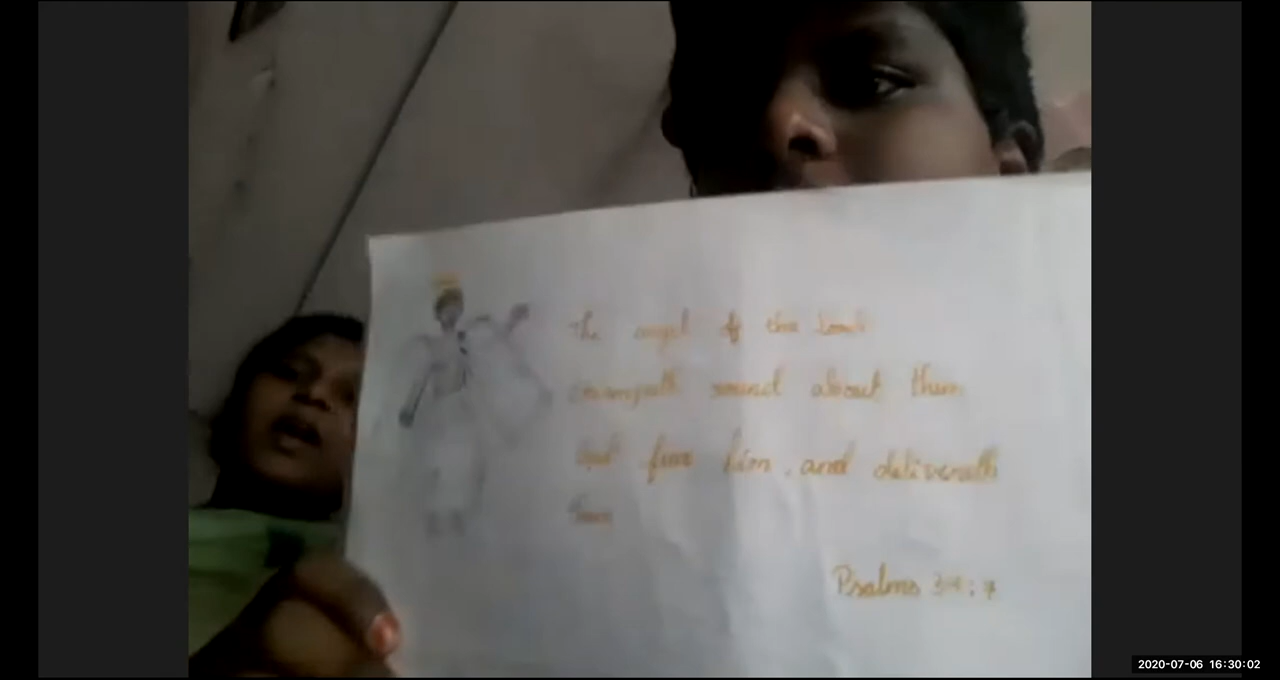 The angel of the Lord
encampeth round about them
that fear him, and delivereth
them
Psalms 34:7
2020-07-06 16:30:02